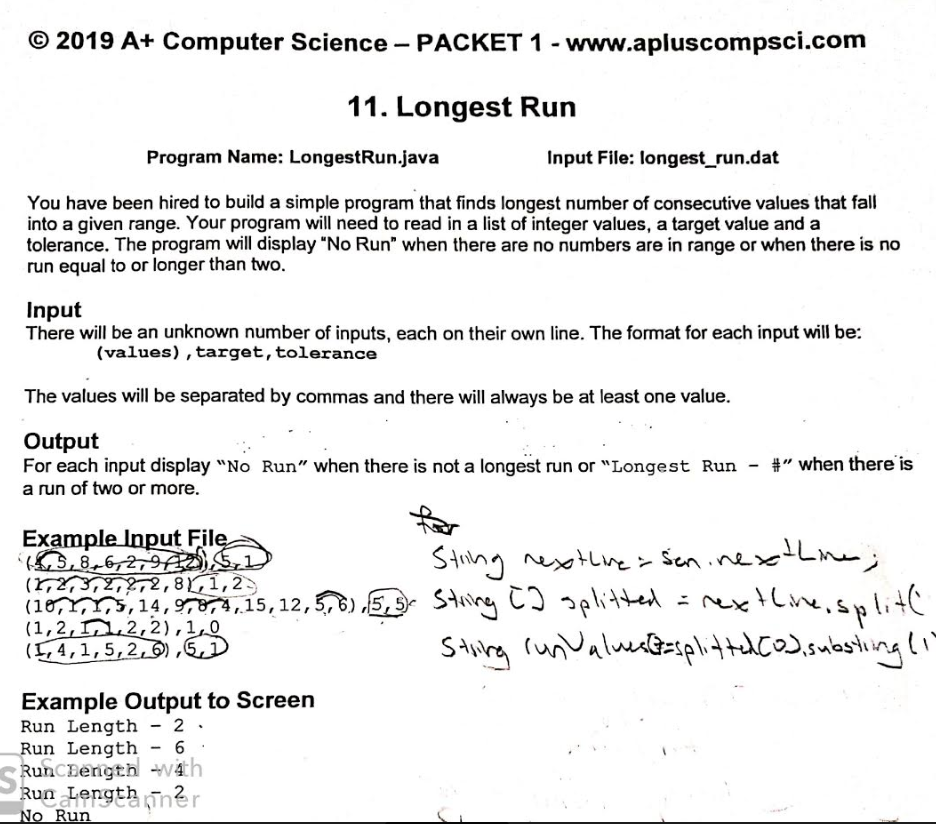 © 2019 A+ Computer Science – PACKET 1 - www.apluscompsci.com
11. Longest Run
Program Name: LongestRun.java Input File: longest_run.dat
You have been hired to build a simple program that finds longest number of consecutive values that fall
into a given range. Your program will need to read in a list of integer values, a target value and a
tolerance. The program will display "No Run" when there are no numbers are in range or when there is no
run equal to or longer than two.
Input
There will be an unknown number of inputs, each on their own line. The format for each input will be:
(values),target,tolerance
The values will be separated by commas and there will always be at least one value.
Output
For each input display "No Run" when there is not a longest run or "Longest Run - #" when there is
a run of two or more.
for
Example Input File
5,8,6,2,9,12),5,1
String nextLine = scn.nextLine;
(1,2,3,2,2,2,8),1,2
(10,1,1,5,14,9,8,4,15,12,5,6),5,5
String [] splitted = nextLine.split(
(1,2,1,1,2,2),1,0
(1,4,1,5,2,6),5,1
String runValues =splitted[0].substring(1
Example Output to Screen
Run Length - 2
Run Length - 6
Run Length - 4
Run Length - 2
No Run
Scanned with
CamScanner